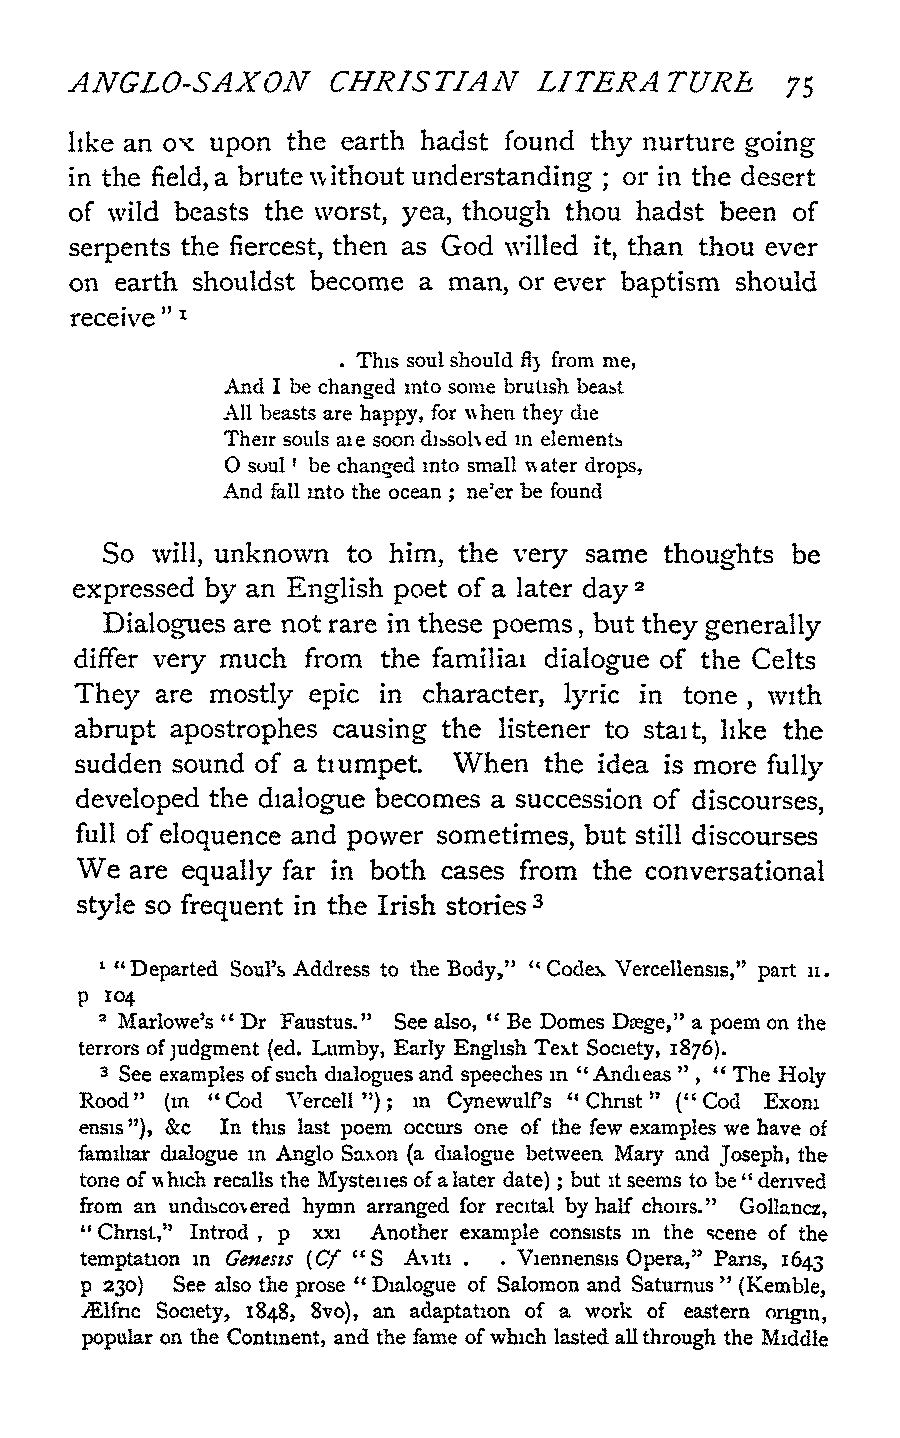 ANGLO-SAXON CHRISTIAN LITERATURE 75
like an ox upon the earth hadst found thy nurture going
in the field, a brute without understanding ; or in the desert
of wild beasts the worst, yea, though thou hadst been of
serpents the fiercest, then as God willed it, than thou ever
on earth shouldst become a man, or ever baptism should
receive" 1
. This soul should fly from me,
And I be changed into some brutish beast
All beasts are happy, for when they die
Their souls are soon dissolved in elements
O soul ! be changed into small water drops,
And fall into the ocean ; ne'er be found
So will, unknown to him, the very same thoughts be
expressed by an English poet of a later day 2
Dialogues are not rare in these poems, but they generally
differ very much from the familiar dialogue of the Celts
They are mostly epic in character, lyric in tone , with
abrupt apostrophes causing the listener to start, like the
sudden sound of a trumpet. When the idea is more fully
developed the dialogue becomes a succession of discourses,
full of eloquence and power sometimes, but still discourses
We are equally far in both cases from the conversational
style so frequent in the Irish stories 3
1 "Departed Soul's Address to the Body," "Codex Vercellensis," part ii.
p 104
2 Marlowe's "Dr Faustus." See also, "Be Domes Dæge," a poem on the
terrors of judgment (ed. Lumby, Early English Text Society, 1876).
3 See examples of such dialogues and speeches in "Andreas" , "The Holy
Rood" (in "Cod Vercell"); in Cynewulf's "Christ" ("Cod Exoni
ensis"), &c In this last poem occurs one of the few examples we have of
familiar dialogue in Anglo Saxon (a dialogue between Mary and Joseph, the
tone of which recalls the Mysteries of a later date) ; but it seems to be "derived
from an undiscovered hymn arranged for recital by half choirs." Gollancz,
"Christ," Introd , p xxi Another example consists in the scene of the
temptation in Genesis (Cf "S Aviti . . Viennensis Opera," Paris, 1643
p 230) See also the prose "Dialogue of Salomon and Saturnus" (Kemble,
Ælfric Society, 1848, 8vo), an adaptation of a work of eastern origin,
popular on the Continent, and the fame of which lasted all through the Middle